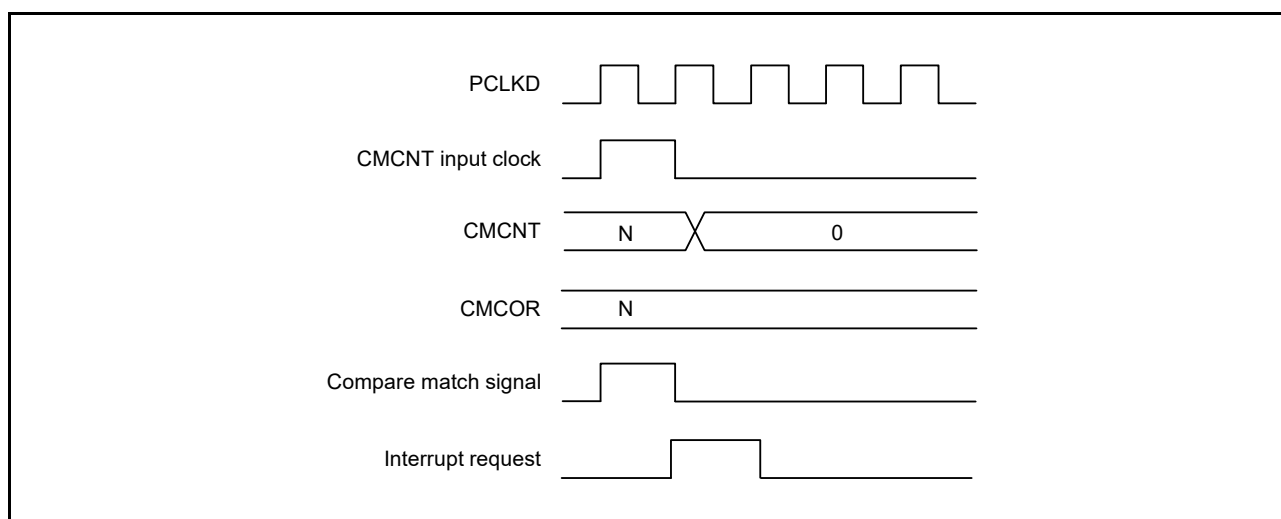 PCLKD
CMCNT input clock
CMCNT N 0
CMCOR N
Compare match signal
Interrupt request